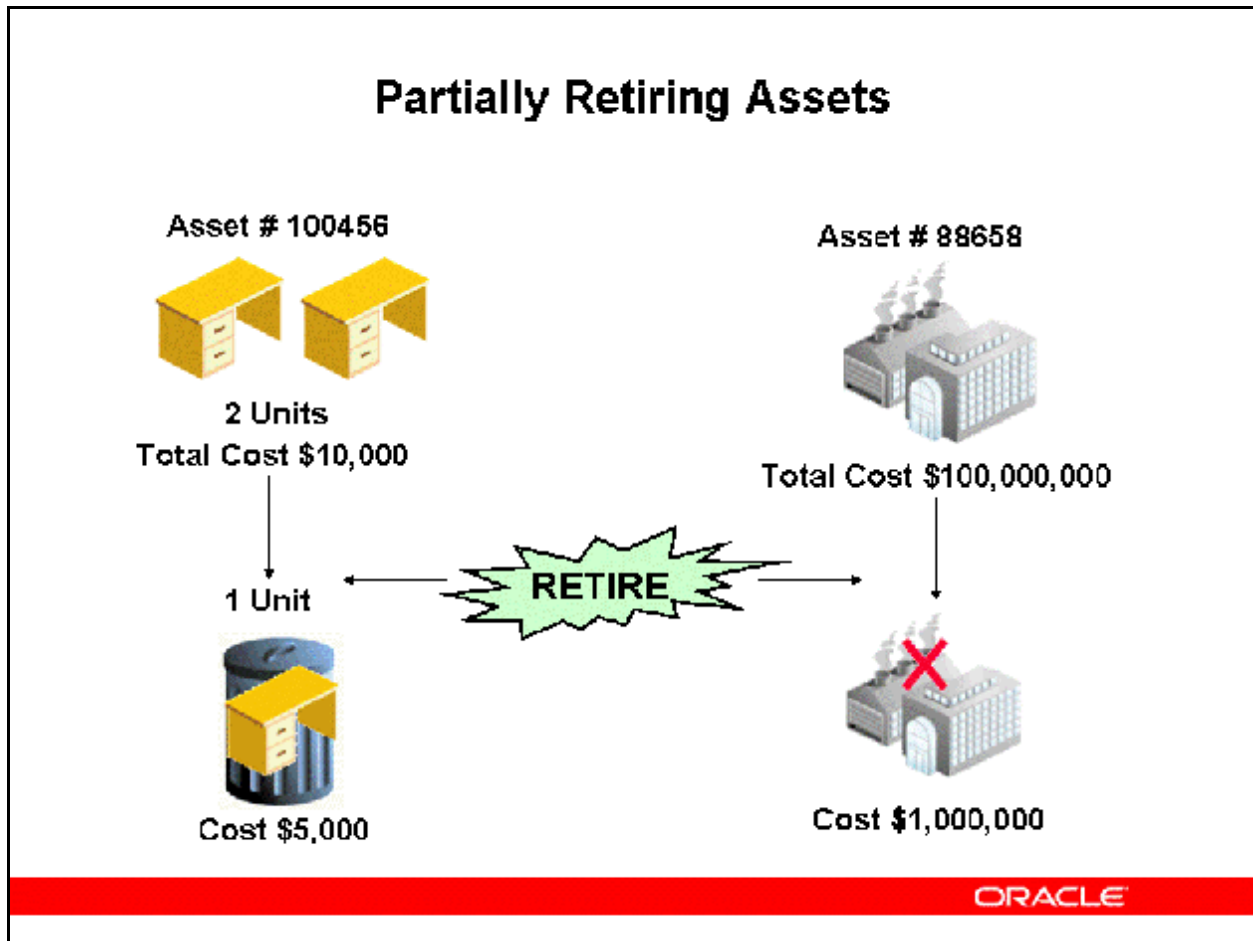 Partially Retiring Assets
Asset # 100456
2 Units
Total Cost $10,000
1 Unit
Cost $5,000
RETIRE
Asset # 88658
Total Cost $100,000,000
Cost $1,000,000
ORACLE